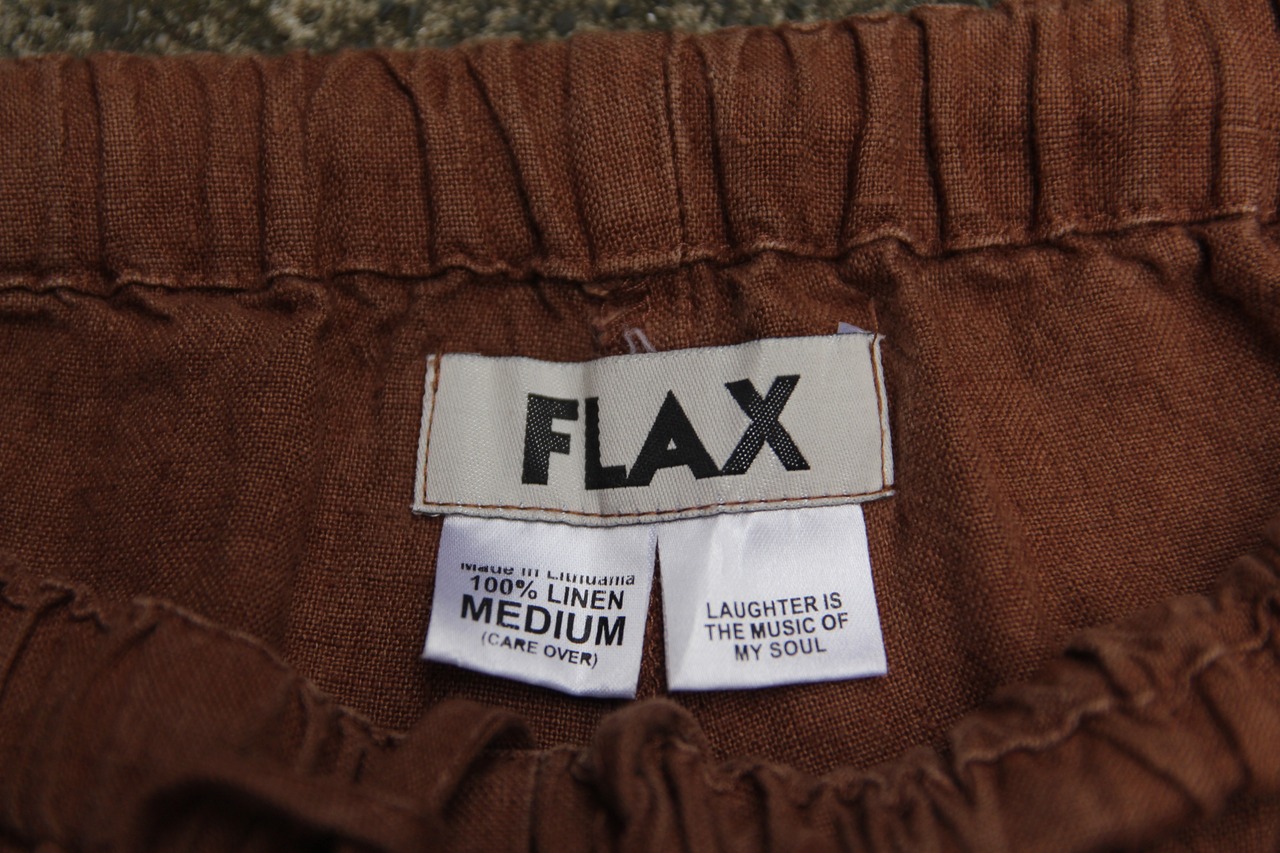 FLAX
Made in Lithuania
100% LINEN
MEDIUM
(CARE OVER)
LAUGHTER IS
THE MUSIC OF
MY SOUL